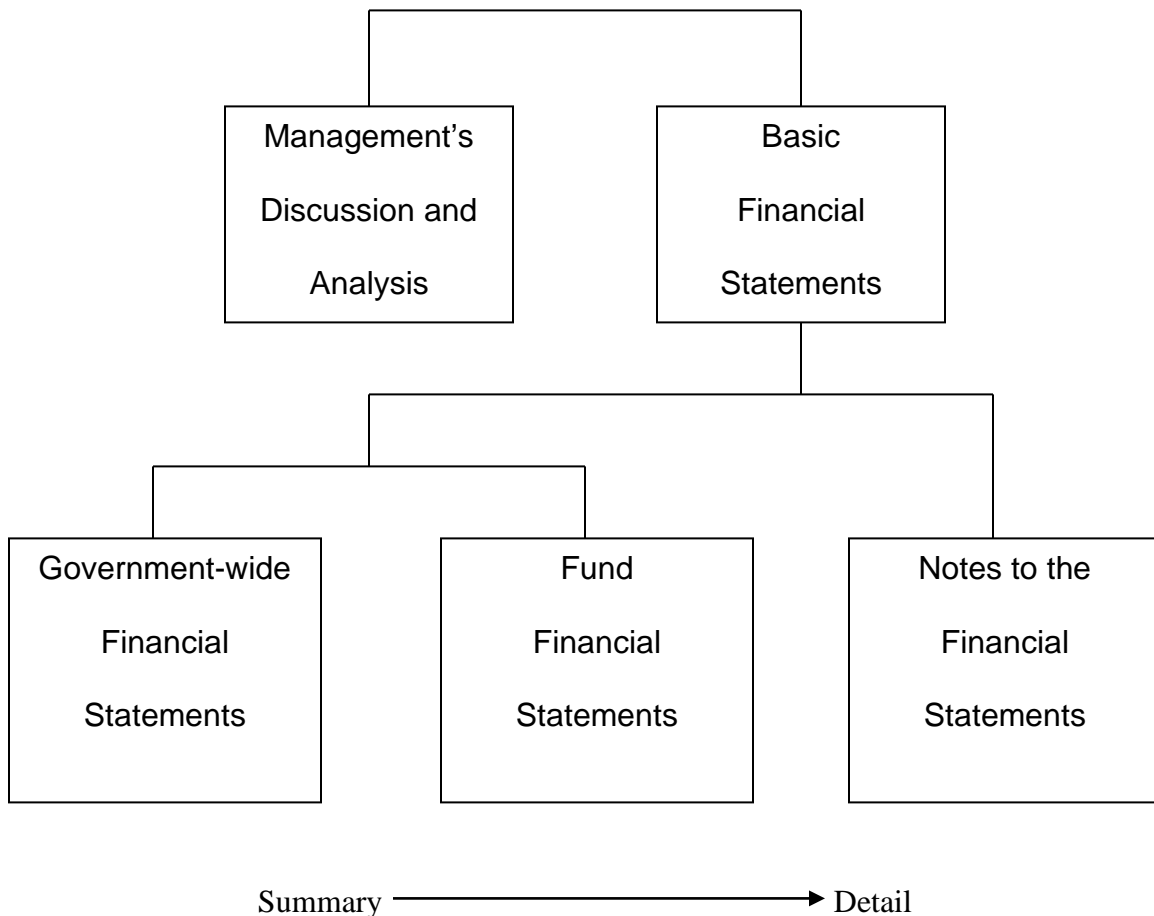 Management’s
Discussion and
Analysis
Basic
Financial
Statements
Government-wide
Financial
Statements
Fund
Financial
Statements
Notes to the
Financial
Statements
Summary
Detail